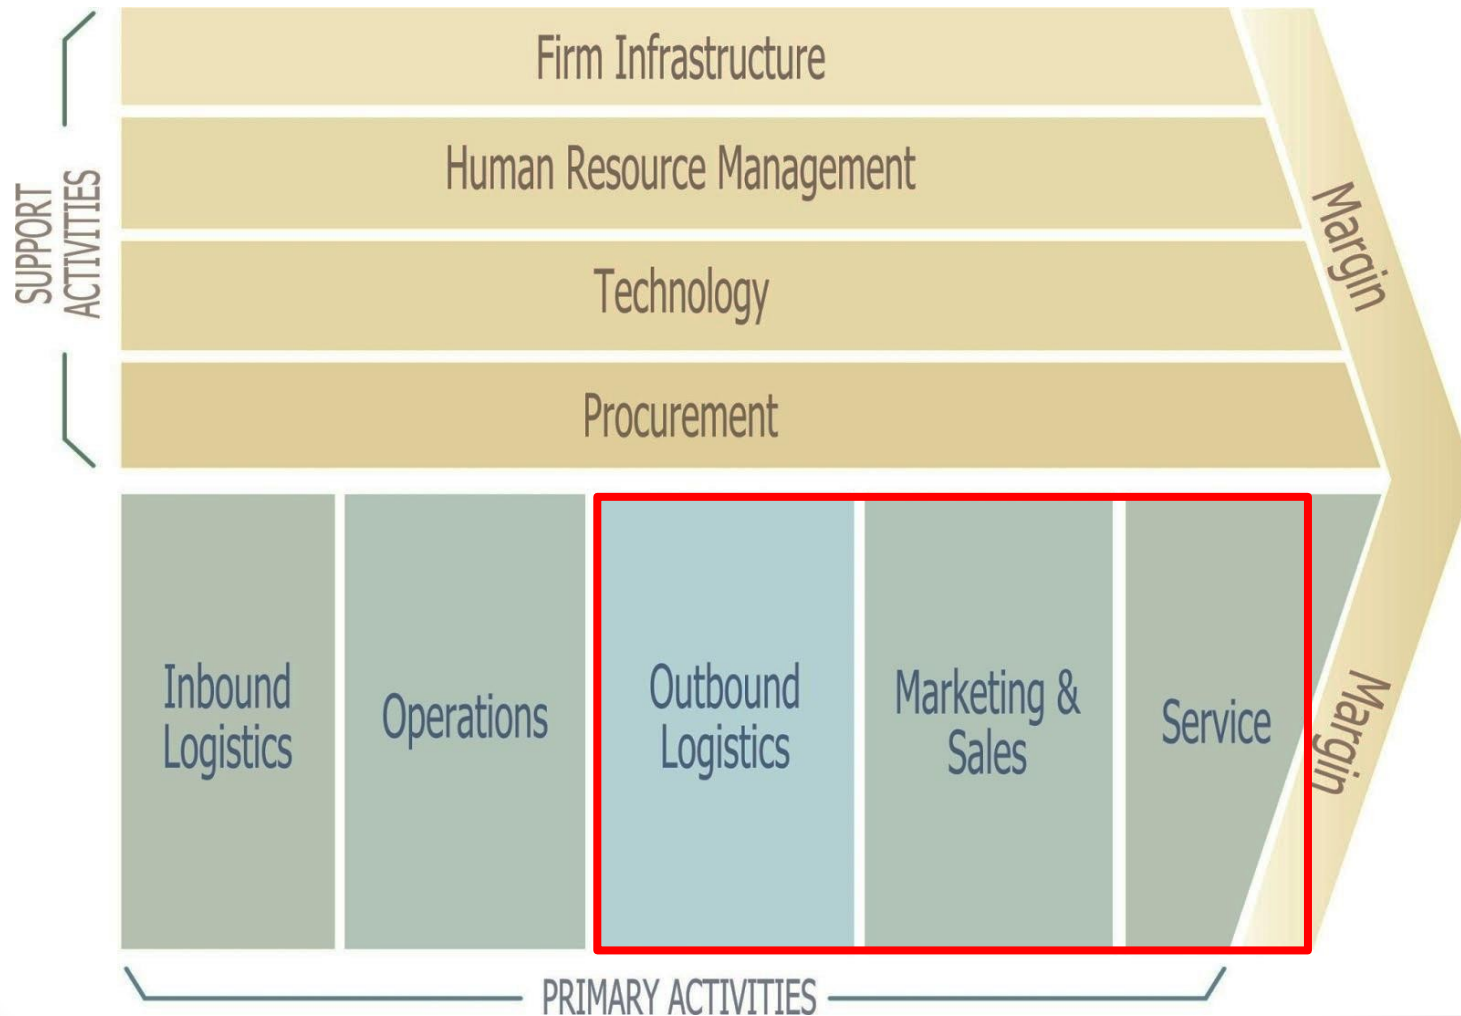 Firm Infrastructure
Human Resource Management
Technology
Procurement
SUPPORT
ACTIVITIES
Margin
Inbound
Logistics
Operations
Outbound
Logistics
Marketing &
Sales
Service
Margin
PRIMARY ACTIVITIES